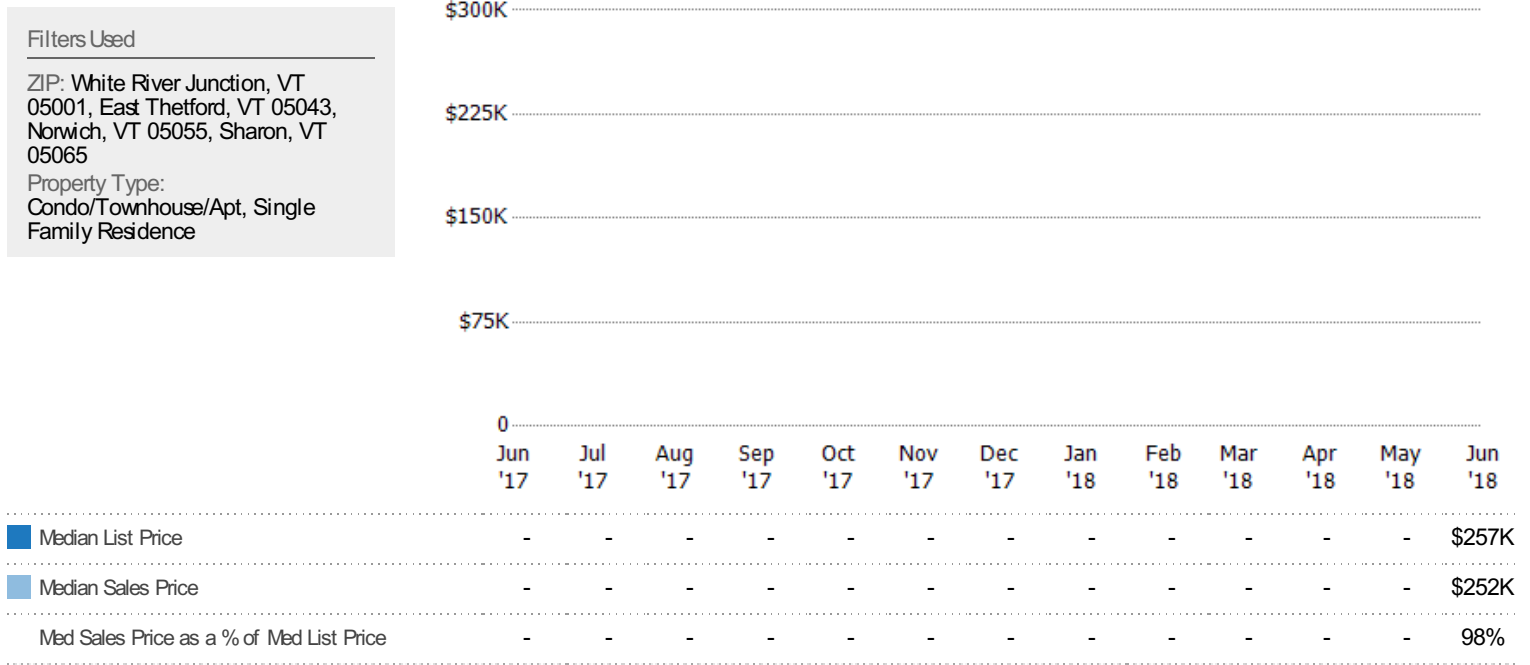 Filters Used
ZIP: White River Junction, VT
05001, East Thetford, VT 05043,
Norwich, VT 05055, Sharon, VT
05065
Property Type:
Condo/Townhouse/Apt, Single
Family Residence
$300K
$225K
$150K
$75K
0
Jun Jul Aug Sep Oct Nov Dec Jan Feb Mar Apr May Jun
'17 '17 '17 '17 '17 '17 '17 '18 '18 '18 '18 '18 '18
Median List Price - - - - - - - - - - - - $257K
Median Sales Price - - - - - - - - - - - - $252K
Med Sales Price as a % of Med List Price - - - - - - - - - - - - 98%